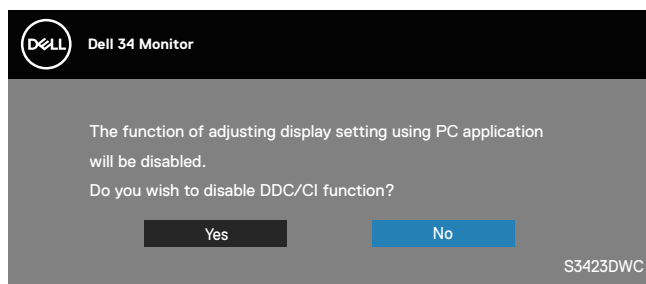 DELL
Dell 34 Monitor
The function of adjusting display setting using PC application
will be disabled.
Do you wish to disable DDC/CI function?
Yes
No
S3423DWC